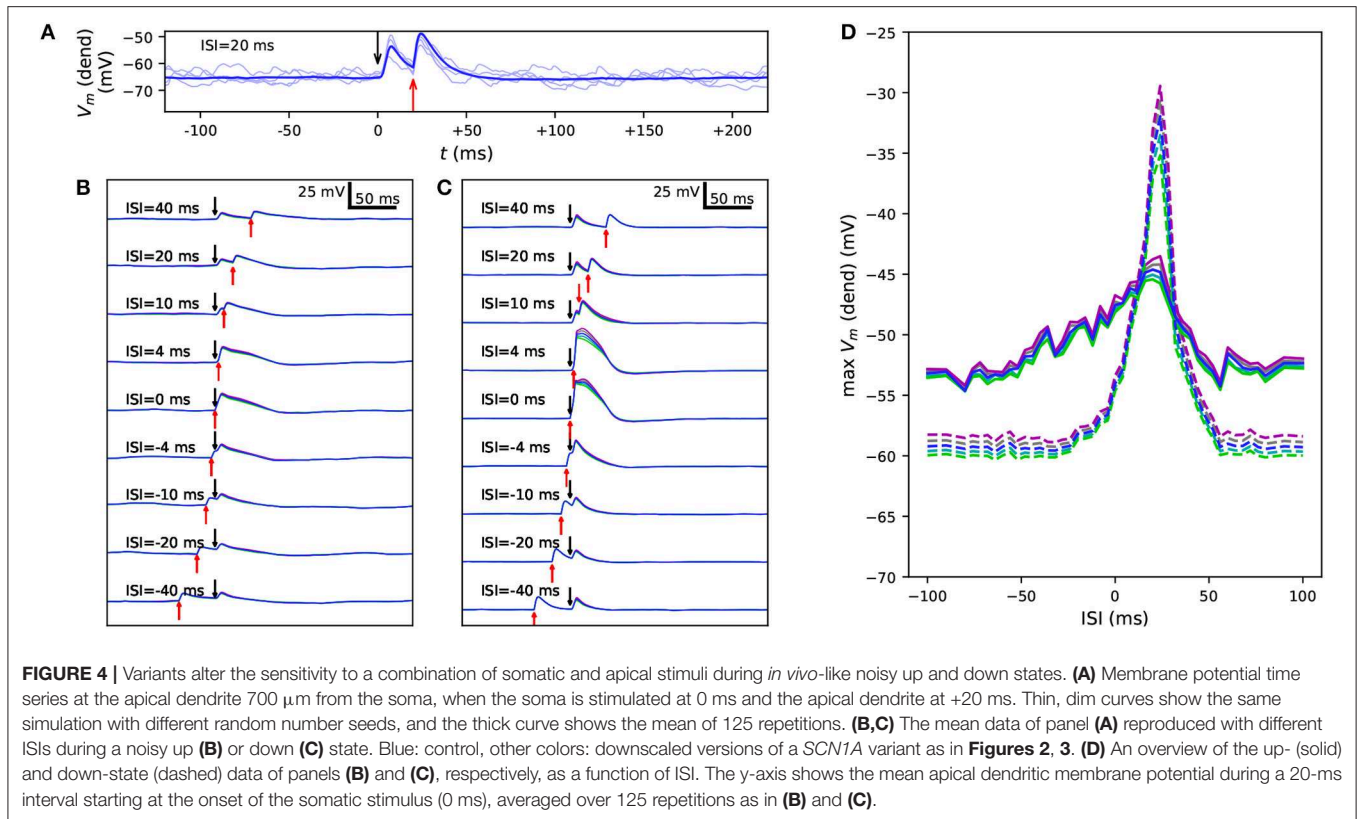 A
ISI=20 ms
−50
−60
−70
V_m (dend)
(mV)
-100
-50
0
+50
+100
+150
+200
t (ms)
B
25 mV
50 ms
ISI=40 ms
ISI=20 ms
ISI=10 ms
ISI=4 ms
ISI=0 ms
ISI=-4 ms
ISI=-10 ms
ISI=-20 ms
ISI=-40 ms
C
25 mV
50 ms
ISI=40 ms
ISI=20 ms
ISI=10 ms
ISI=4 ms
ISI=0 ms
ISI=-4 ms
ISI=-10 ms
ISI=-20 ms
ISI=-40 ms
D
−25
−30
−35
−40
−45
−50
−55
−60
−65
−70
max V_m (dend) (mV)
−100
−50
0
50
100
ISI (ms)
FIGURE 4 | Variants alter the sensitivity to a combination of somatic and apical stimuli during in vivo-like noisy up and down states. (A) Membrane potential time
series at the apical dendrite 700 μm from the soma, when the soma is stimulated at 0 ms and the apical dendrite at +20 ms. Thin, dim curves show the same
simulation with different random number seeds, and the thick curve shows the mean of 125 repetitions. (B,C) The mean data of panel (A) reproduced with different
ISIs during a noisy up (B) or down (C) state. Blue: control, other colors: downscaled versions of a SCN1A variant as in Figures 2, 3. (D) An overview of the up- (solid)
and down-state (dashed) data of panels (B) and (C), respectively, as a function of ISI. The y-axis shows the mean apical dendritic membrane potential during a 20-ms
interval starting at the onset of the somatic stimulus (0 ms), averaged over 125 repetitions as in (B) and (C).